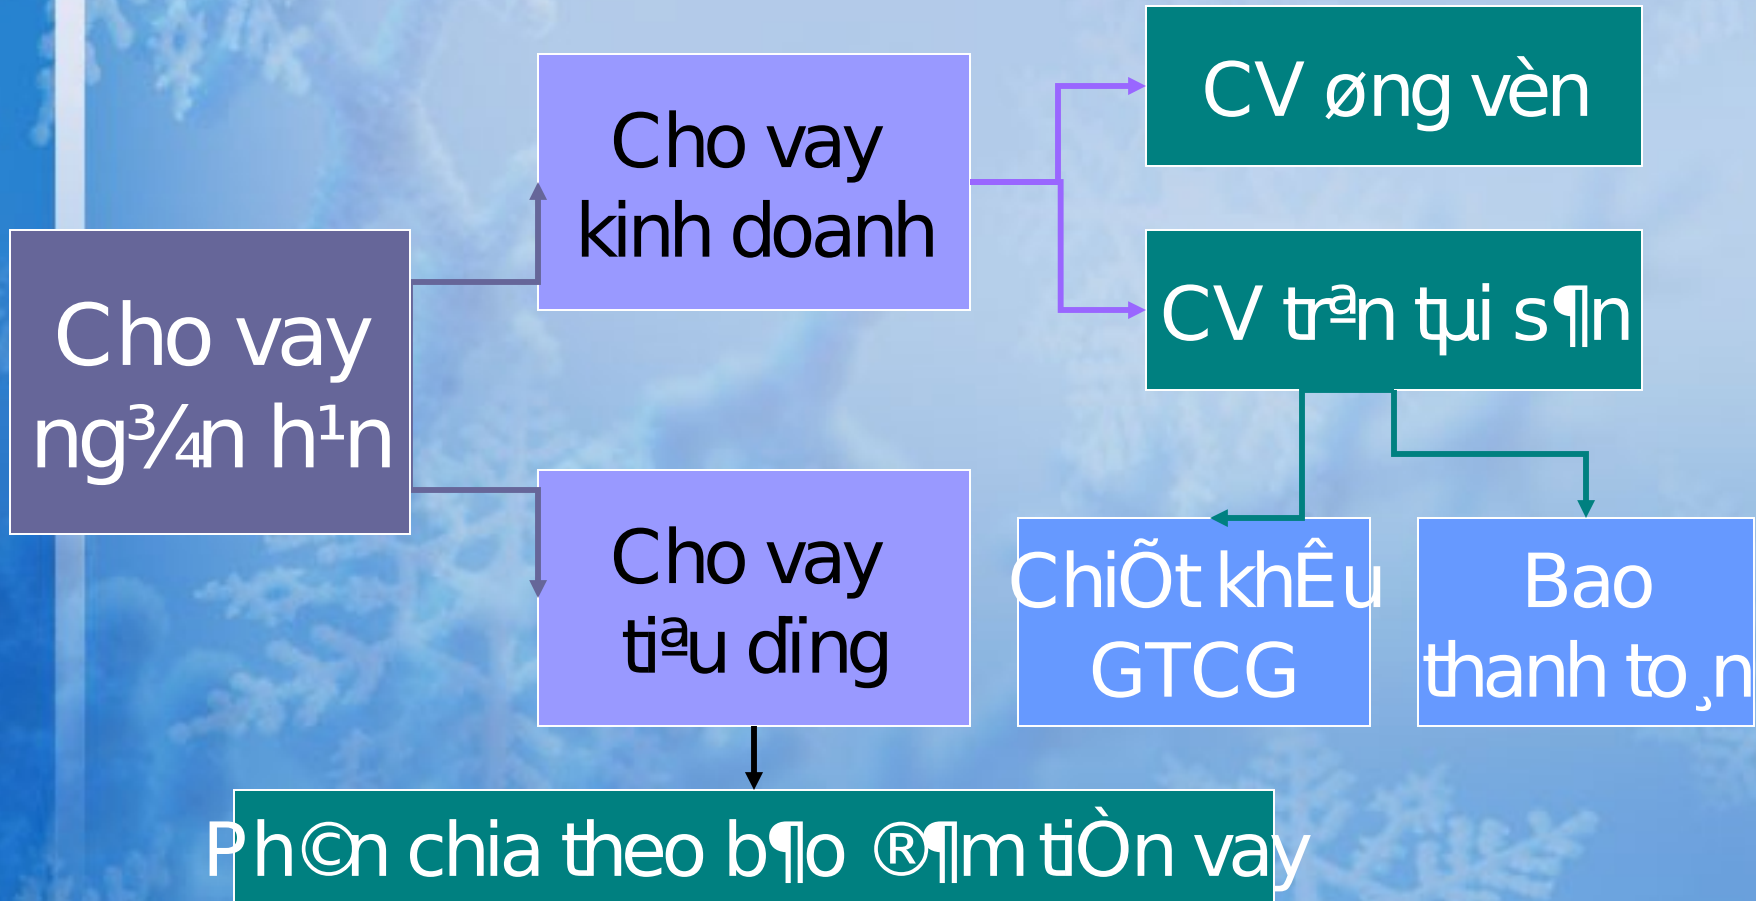 Cho vay
ng¾n h¹n
Cho vay
kinh doanh
CV øng vèn
CV trªn tµi s¶n
Cho vay
tiªu dïng
ChiÕt khÊu
GTCG
Bao
thanh to¸n
Ph©n chia theo b¶o ®¶m tiÒn vay